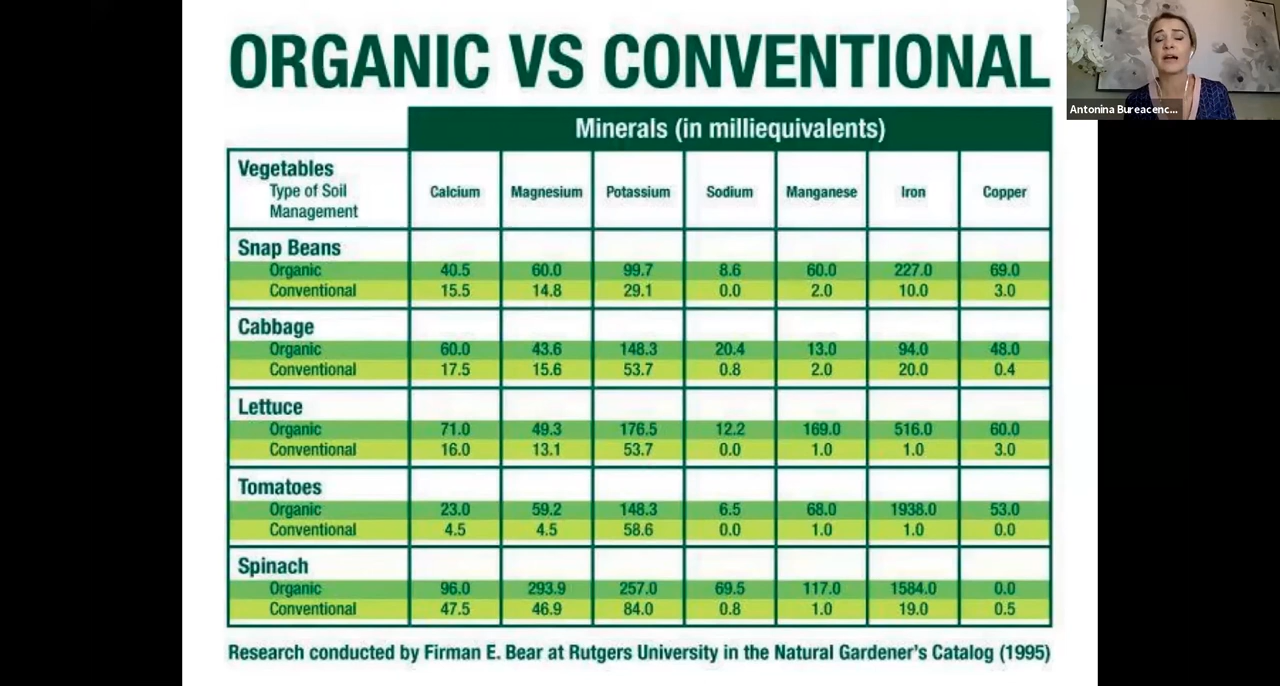 ORGANIC VS CONVENTIONAL
Antonina Bureacenc...
Minerals (in milliequivalents)
Vegetables
Type of Soil
Management
Calcium Magnesium Potassium Sodium Manganese Iron Copper
Snap Beans
Organic 40.5 60.0 99.7 8.6 60.0 227.0 69.0
Conventional 15.5 14.8 29.1 0.0 2.0 10.0 3.0
Cabbage
Organic 60.0 43.6 148.3 20.4 13.0 94.0 48.0
Conventional 17.5 15.6 53.7 0.8 2.0 20.0 0.4
Lettuce
Organic 71.0 49.3 176.5 12.2 169.0 516.0 60.0
Conventional 16.0 13.1 53.7 0.0 1.0 1.0 3.0
Tomatoes
Organic 23.0 59.2 148.3 6.5 68.0 1938.0 53.0
Conventional 4.5 4.5 58.6 0.0 1.0 1.0 0.0
Spinach
Organic 96.0 293.9 257.0 69.5 117.0 1584.0 0.0
Conventional 47.5 46.9 84.0 0.8 1.0 19.0 0.5
Research conducted by Firman E. Bear at Rutgers University in the Natural Gardener's Catalog (1995)